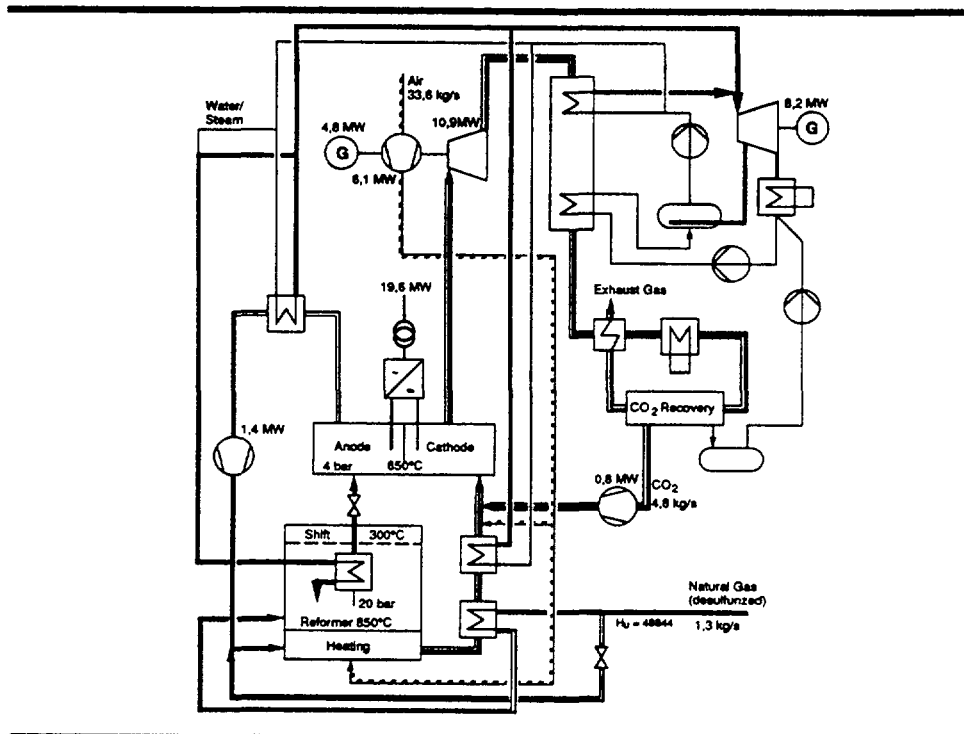 Air
33,6 kg/s
Water/
Steam
4,8 MW
10,9MW
8,2 MW
G
G
6,1 MW
19,6 MW
Exhaust Gas
CO2 Recovery
1,4 MW
Anode
Cathode
4 bar
650°C
0,8 MW
CO2
4,8 kg/s
Shift
300°C
20 bar
Reformer 850°C
Heating
Natural Gas
(desulfurized)
Hu = 48844
1,3 kg/s